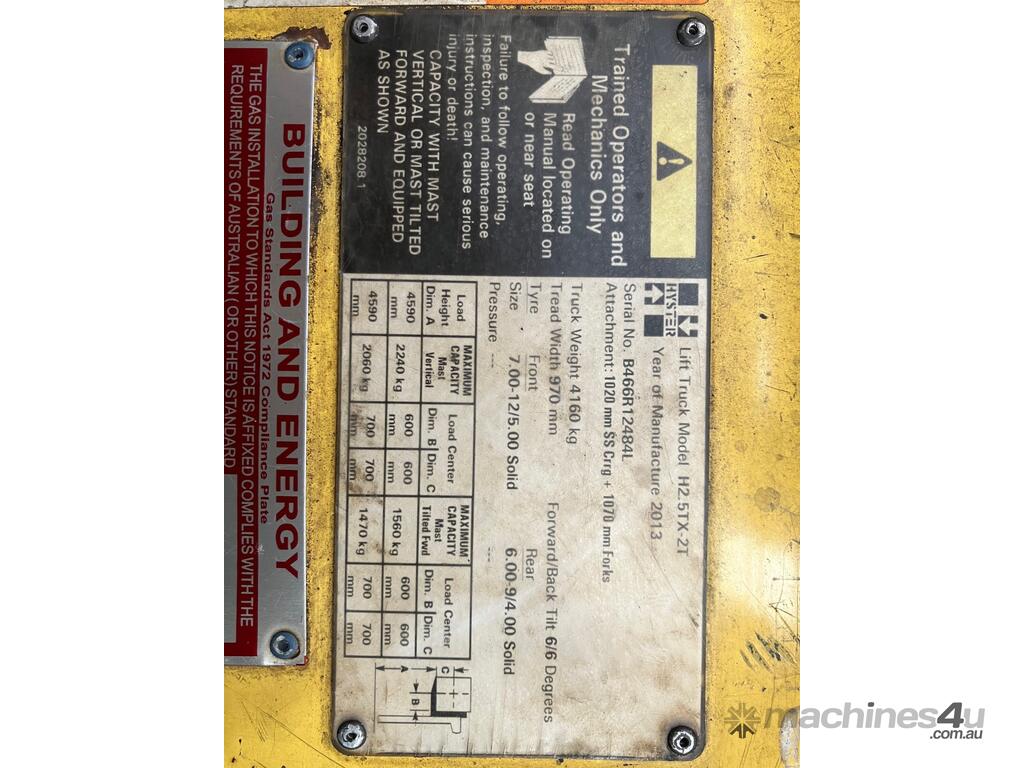 Trained Operators and
Mechanics Only
Read Operating
Manual located on
or near seat
Failure to follow operating,
inspection, and maintenance
instructions can cause serious
injury or death!
CAPACITY WITH MAST
VERTICAL OR MAST TILTED
FORWARD AND EQUIPPED
AS SHOWN
2028208.1
HYSTER
Lift Truck Model H2.5TX-2T
Year of Manufacture 2013
Serial No. B466R12484L
Attachment: 1020 mm SS Crrg + 1070 mm Forks
Truck Weight 4160 kg
Tread Width 970 mm Forward/Back Tilt 6/6 Degrees
Tyre Front Rear
Size 7.00-12/5.00 Solid 6.00-9/4.00 Solid
Pressure --- ---
Load Height Dim. A MAXIMUM CAPACITY Mast Vertical Load Center Dim. B Dim. C MAXIMUM CAPACITY Mast Tilted Fwd Load Center Dim. B Dim. C
4590 mm 2240 kg 600 600 mm 1560 kg 600 600 mm
4590 mm 2060 kg 700 700 mm 1470 kg 700 700 mm
A B C
BUILDING AND ENERGY
Gas Standards Act 1972 Compliance Plate
THE GAS INSTALLATION TO WHICH THIS NOTICE IS AFFIXED COMPLIES WITH THE
REQUIREMENTS OF AUSTRALIAN (OR OTHER) STANDARD
machines4u
.com.au